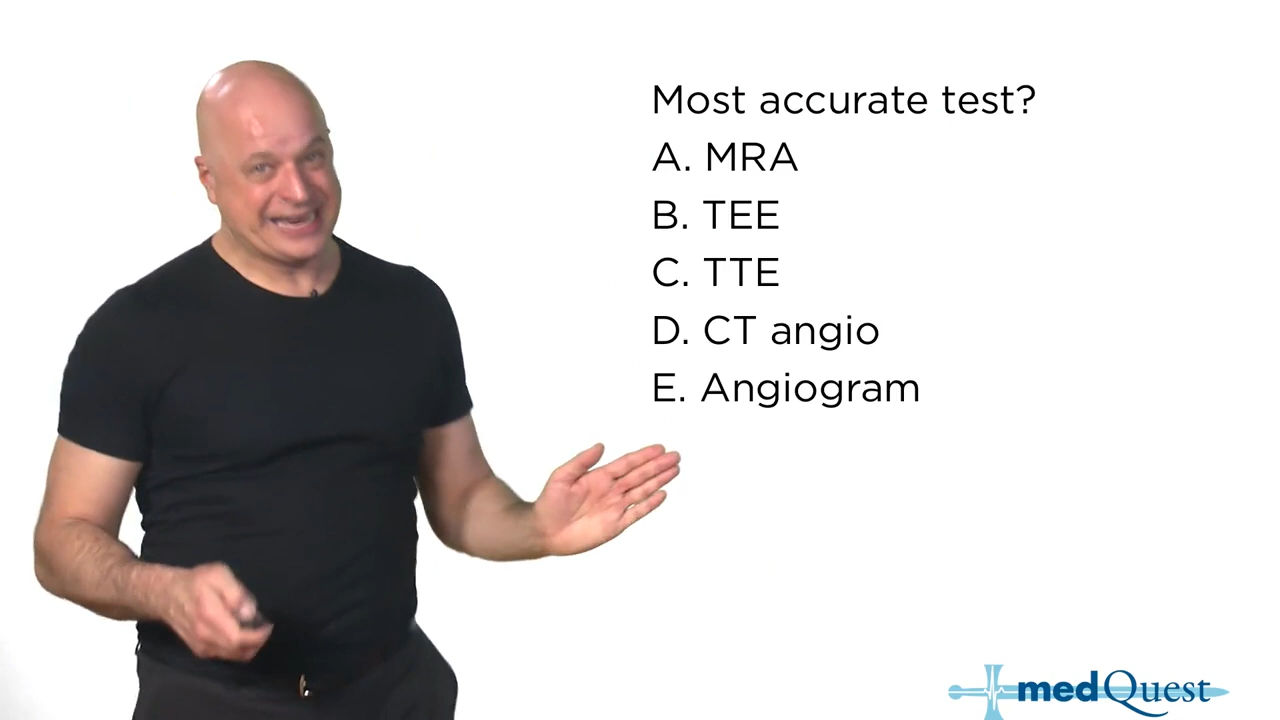 Most accurate test?
A. MRA
B. TEE
C. TTE
D. CT angio
E. Angiogram
medQuest